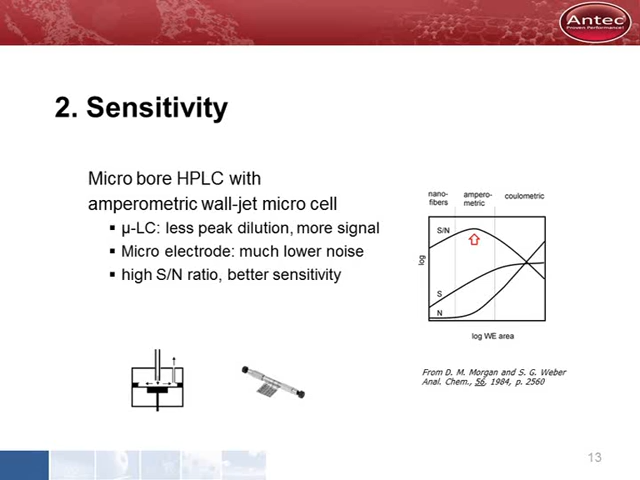 Antec
Proven Performance!
2. Sensitivity
Micro bore HPLC with
amperometric wall-jet micro cell
▪ µ-LC: less peak dilution, more signal
▪ Micro electrode: much lower noise
▪ high S/N ratio, better sensitivity
nano-
fibers
ampero-
metric
coulometric
S/N
log
S
N
log WE area
From D. M. Morgan and S. G. Weber
Anal. Chem., 56, 1984, p. 2560
13